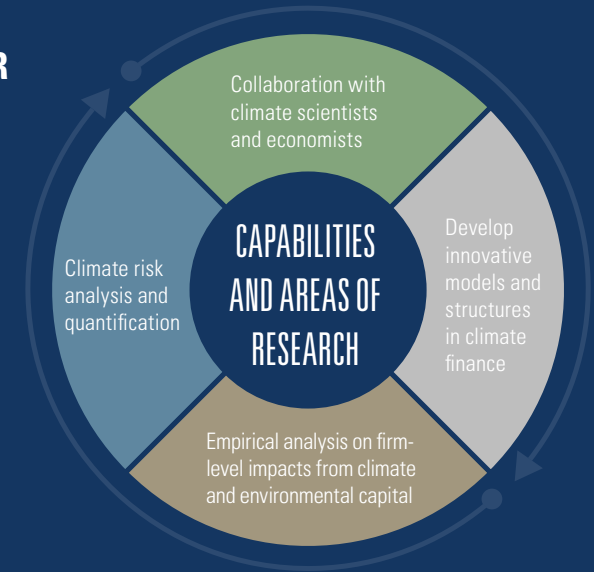 R
Collaboration with
climate scientists
and economists
Develop
innovative
models and
structures
in climate
finance
CAPABILITIES
AND AREAS OF
RESEARCH
Climate risk
analysis and
quantification
Empirical analysis on firm-
level impacts from climate
and environmental capital